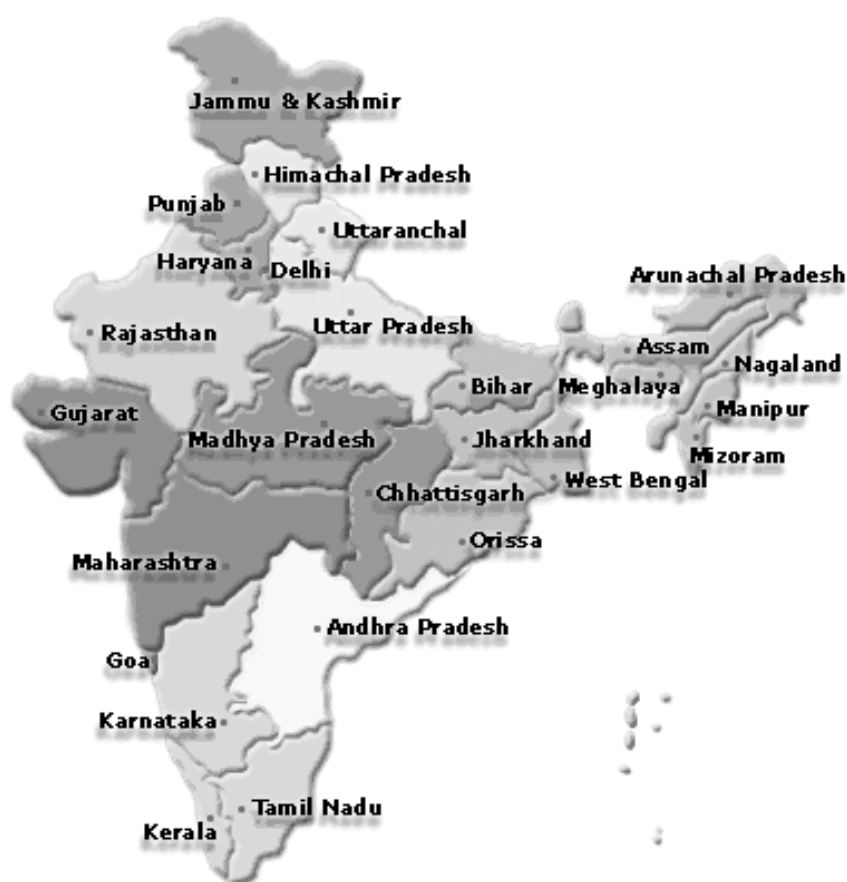 Jammu & Kashmir
Himachal Pradesh
Punjab
Uttaranchal
Haryana
Delhi
Arunachal Pradesh
Rajasthan
Uttar Pradesh
Assam
Nagaland
Bihar
Meghalaya
Gujarat
Manipur
Madhya Pradesh
Jharkhand
Mizoram
West Bengal
Chhattisgarh
Orissa
Maharashtra
Andhra Pradesh
Goa
Karnataka
Tamil Nadu
Kerala